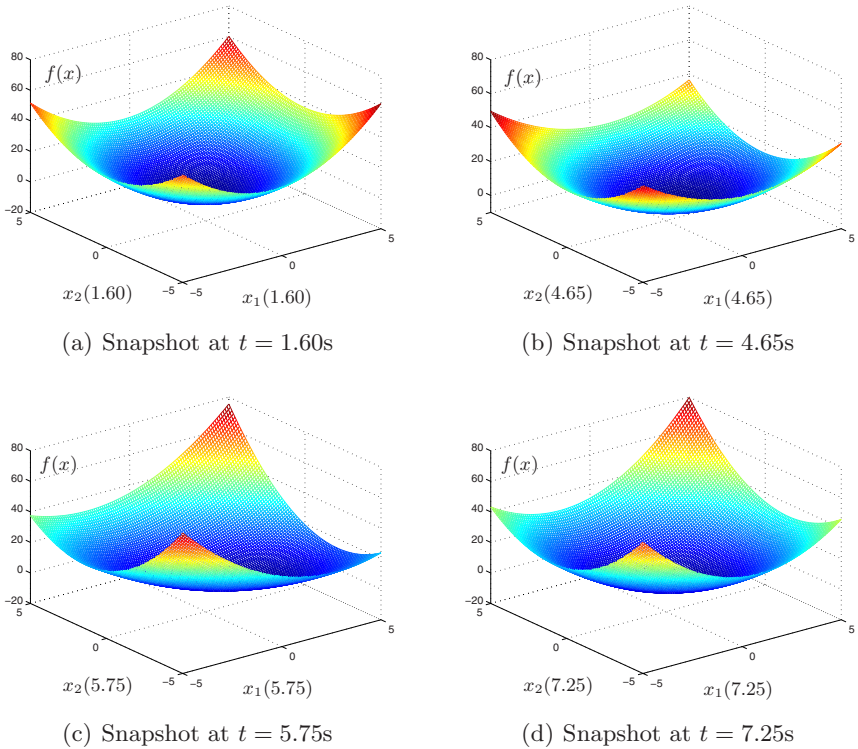 f(x)
80
60
40
20
0
−20
5
0
−5
−5
0
5
x₂(1.60)
x₁(1.60)
(a) Snapshot at t = 1.60s
f(x)
80
60
40
20
0
5
0
−5
−5
0
5
x₂(4.65)
x₁(4.65)
(b) Snapshot at t = 4.65s
f(x)
80
60
40
20
0
−20
5
0
−5
−5
0
5
x₂(5.75)
x₁(5.75)
(c) Snapshot at t = 5.75s
f(x)
80
60
40
20
0
−20
5
0
−5
−5
0
5
x₂(7.25)
x₁(7.25)
(d) Snapshot at t = 7.25s